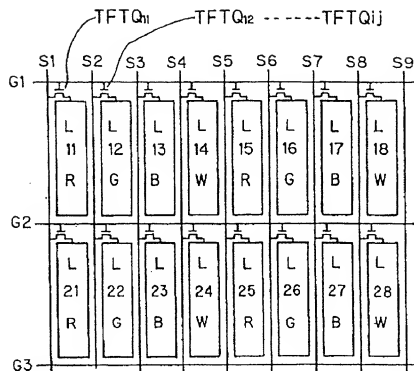 TFTQ11 TFTQ12 ------ TFTQij
S1 S2 S3 S4 S5 S6 S7 S8 S9
G1
L L L L L L L L
11 12 13 14 15 16 17 18
R G B W R G B W
G2
L L L L L L L L
21 22 23 24 25 26 27 28
R G B W R G B W
G3